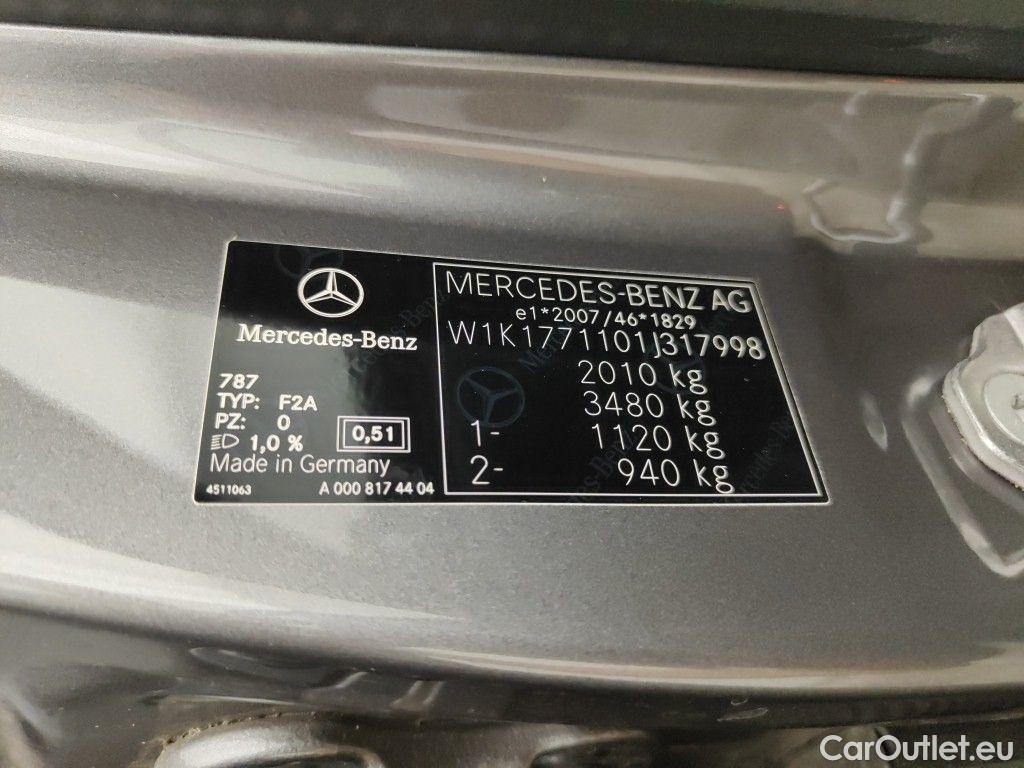 Mercedes-Benz
787
TYP: F2A
PZ: 0
1,0 %
0,51
Made in Germany
4511063 A 000 817 44 04
MERCEDES-BENZ AG
e1*2007/46*1829
W1K1771101J317998
2010 kg
3480 kg
1- 1120 kg
2- 940 kg
CarOutlet.eu